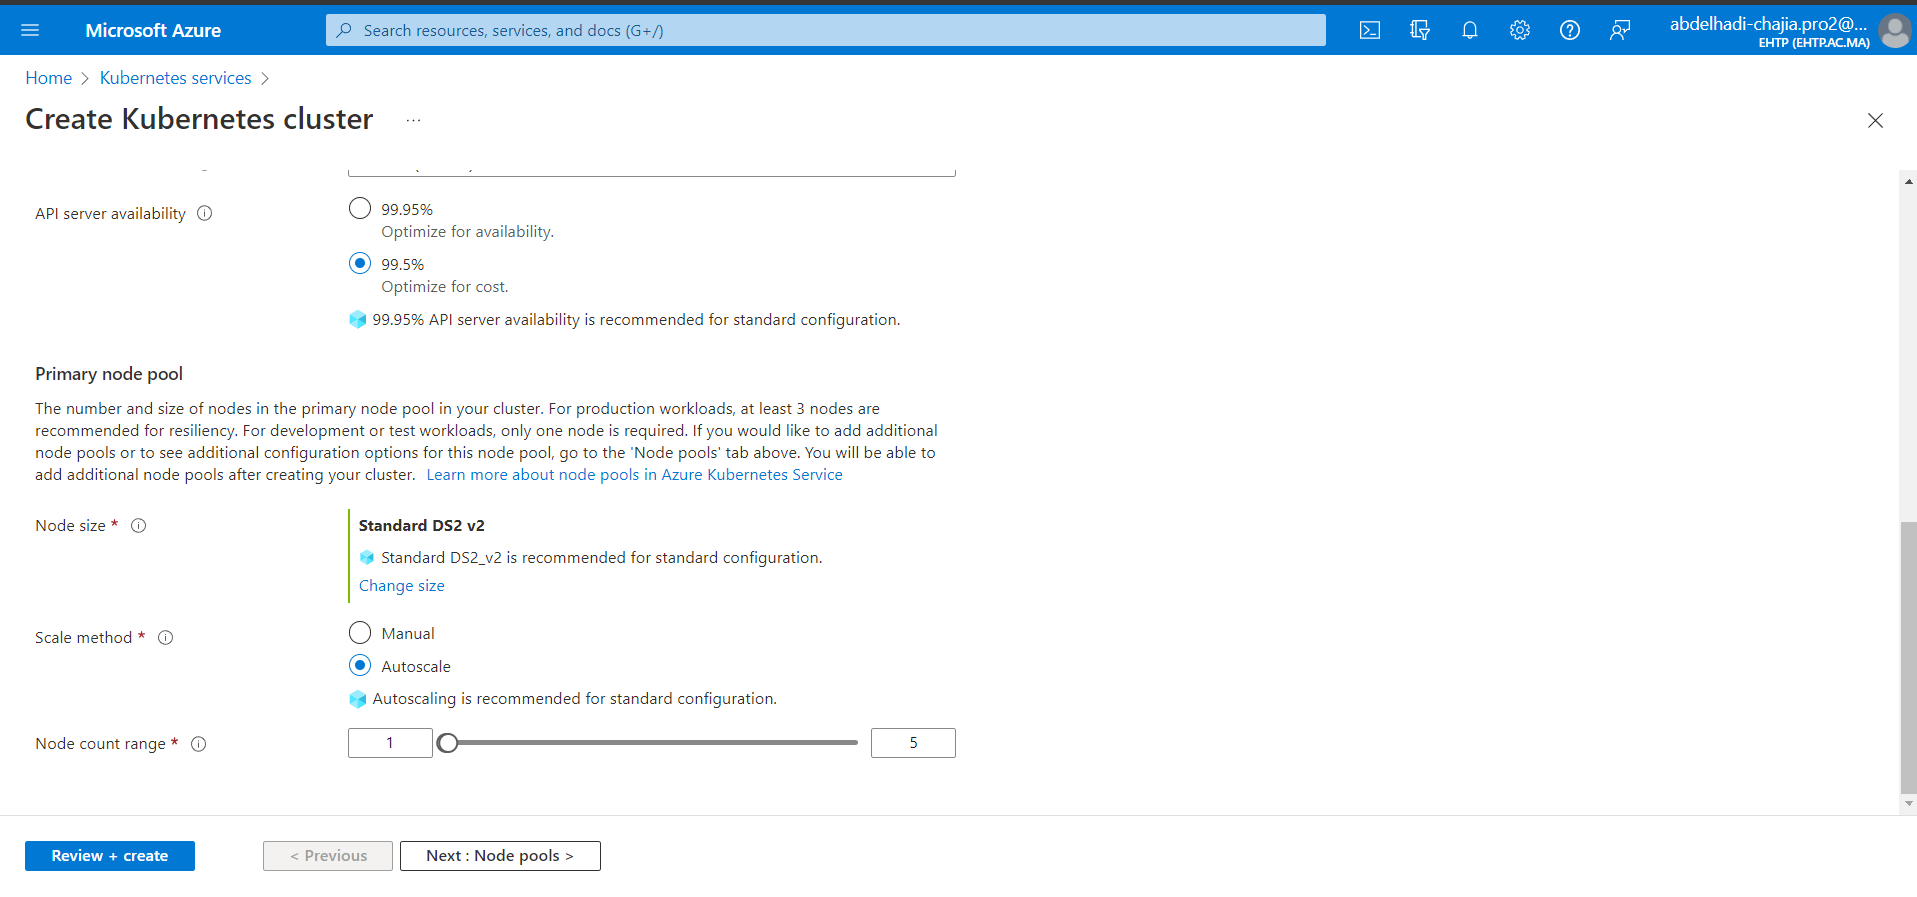 Microsoft Azure
Search resources, services, and docs (G+/)
abdelhadi-chajia.pro2@...
EHTP (EHTP.AC.MA)
Home > Kubernetes services >
Create Kubernetes cluster ...
API server availability
99.95%
Optimize for availability.
99.5%
Optimize for cost.
99.95% API server availability is recommended for standard configuration.
Primary node pool
The number and size of nodes in the primary node pool in your cluster. For production workloads, at least 3 nodes are
recommended for resiliency. For development or test workloads, only one node is required. If you would like to add additional
node pools or to see additional configuration options for this node pool, go to the 'Node pools' tab above. You will be able to
add additional node pools after creating your cluster. Learn more about node pools in Azure Kubernetes Service
Node size *
Standard DS2 v2
Standard DS2_v2 is recommended for standard configuration.
Change size
Scale method *
Manual
Autoscale
Autoscaling is recommended for standard configuration.
Node count range *
1
5
Review + create
< Previous
Next : Node pools >